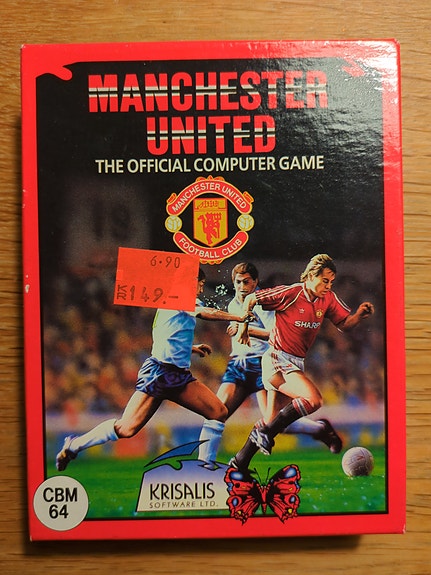 MANCHESTER
UNITED
THE OFFICIAL COMPUTER GAME
MANCHESTER UNITED
FOOTBALL CLUB
6.90
KR 149.-
SHARP
KRISALIS
SOFTWARE LTD.
CBM
64